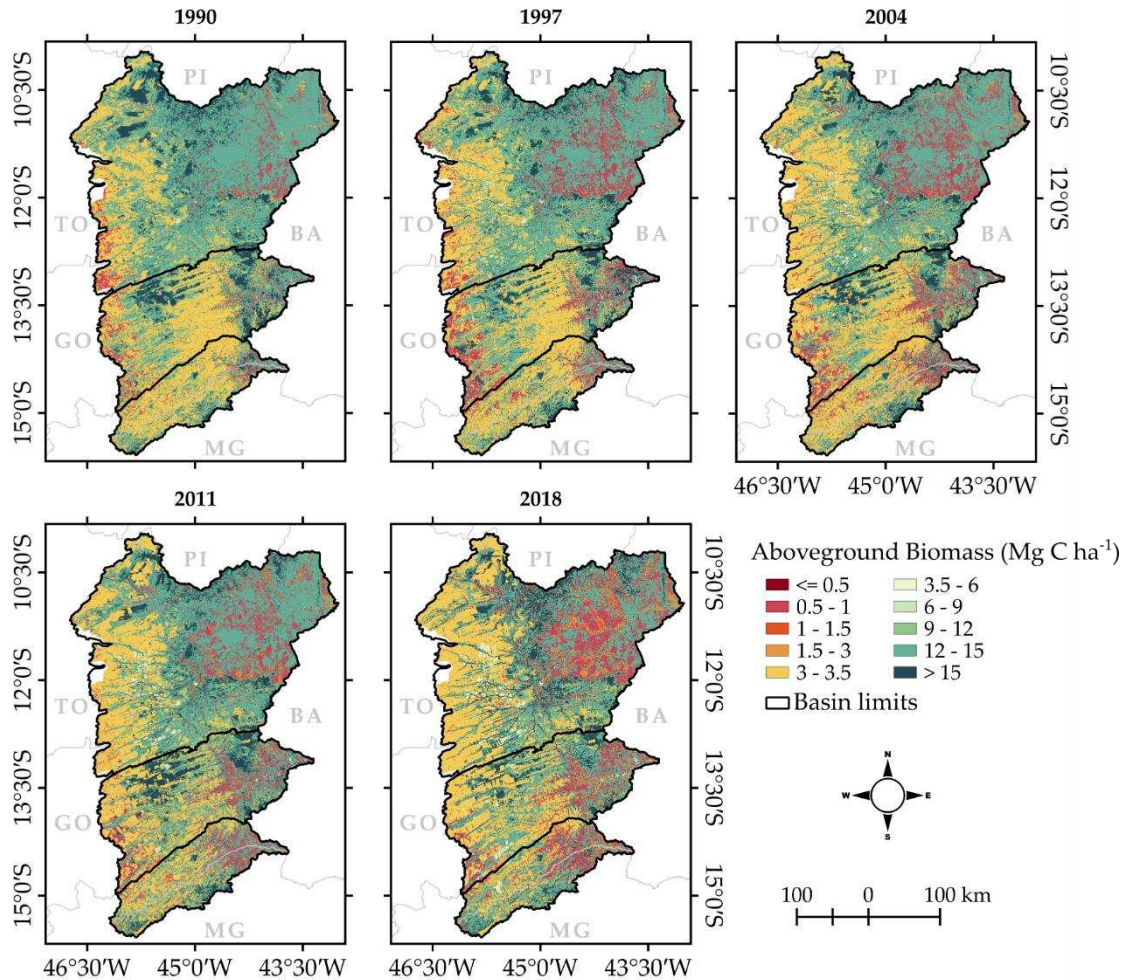 1990
1997
2004
PI
PI
PI
10°30′S
12°0′S
13°30′S
15°0′S
10°30′S
12°0′S
13°30′S
15°0′S
TO
BA
GO
MG
TO
BA
GO
MG
TO
BA
GO
MG
46°30′W
45°0′W
43°30′W
2011
2018
PI
PI
10°30′S
12°0′S
13°30′S
15°0′S
10°30′S
12°0′S
13°30′S
15°0′S
TO
BA
GO
MG
TO
BA
GO
MG
46°30′W
45°0′W
43°30′W
46°30′W
45°0′W
43°30′W
Aboveground Biomass (Mg C ha⁻¹)
<= 0.5
0.5 - 1
1 - 1.5
1.5 - 3
3 - 3.5
3.5 - 6
6 - 9
9 - 12
12 - 15
> 15
Basin limits
N
W
E
S
100 0 100 km